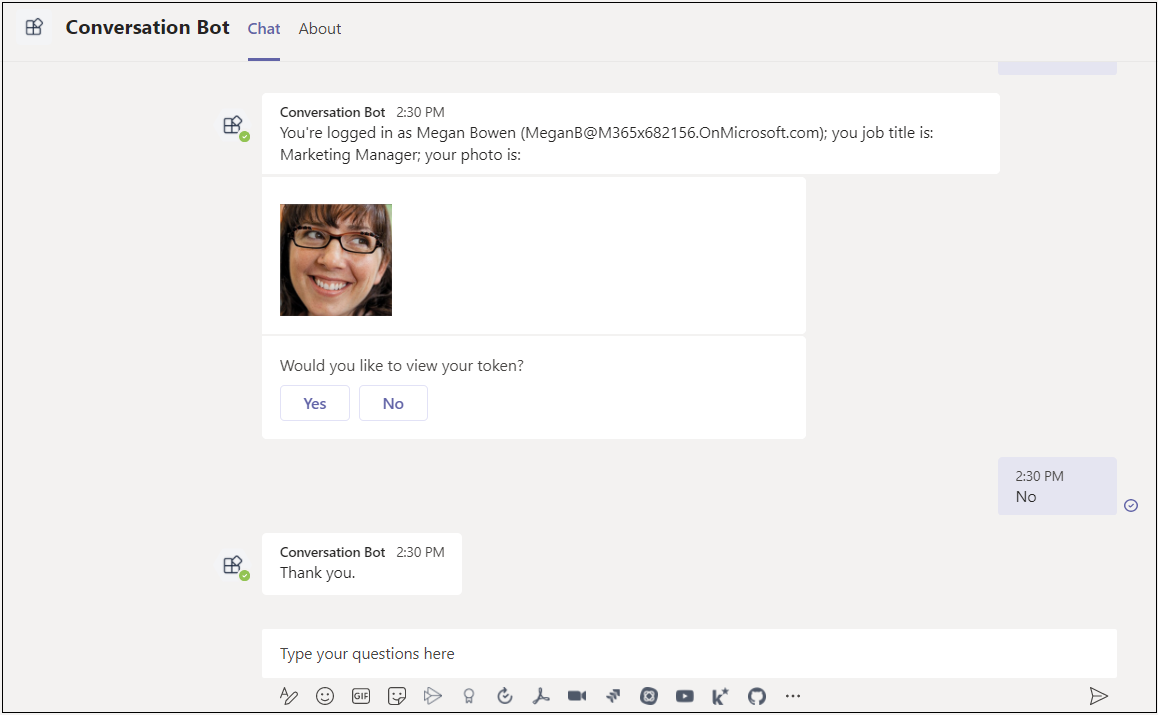 Conversation Bot Chat About
Conversation Bot 2:30 PM
You're logged in as Megan Bowen (MeganB@M365x682156.OnMicrosoft.com); you job title is:
Marketing Manager; your photo is:
Would you like to view your token?
Yes No
2:30 PM
No
Conversation Bot 2:30 PM
Thank you.
Type your questions here
GIF